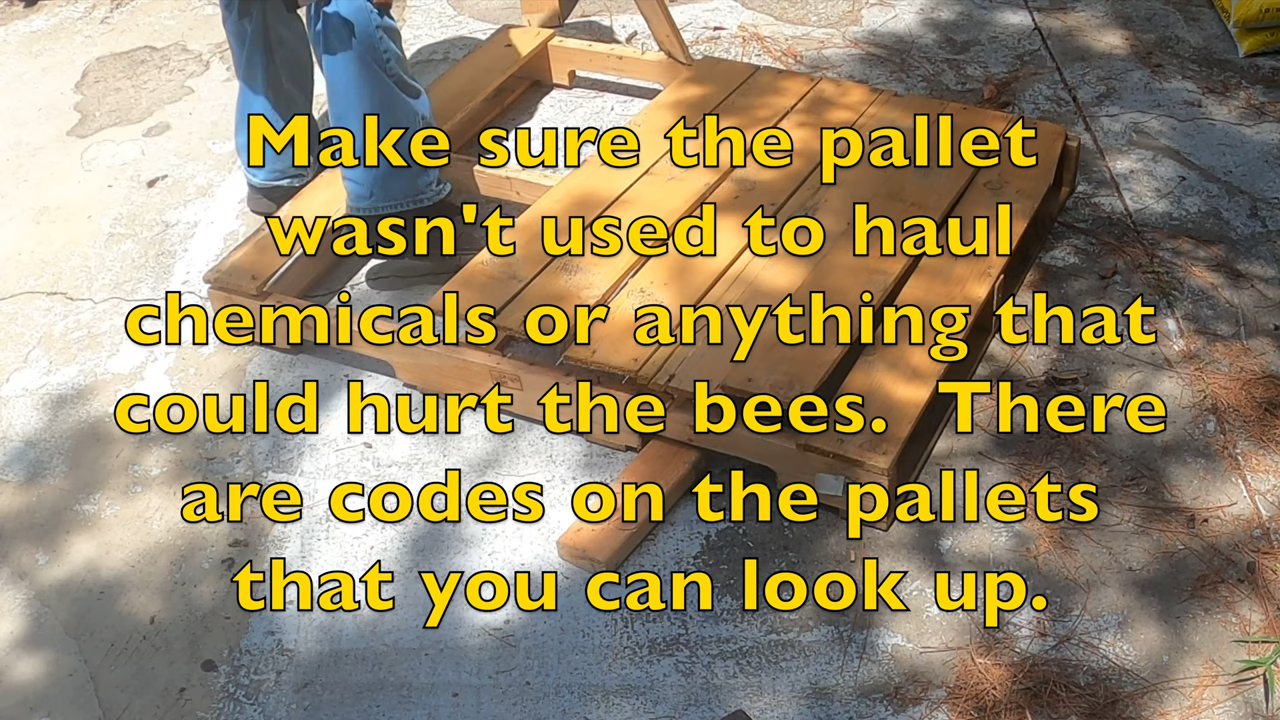 Make sure the pallet
wasn't used to haul
chemicals or anything that
could hurt the bees.  There
are codes on the pallets
that you can look up.